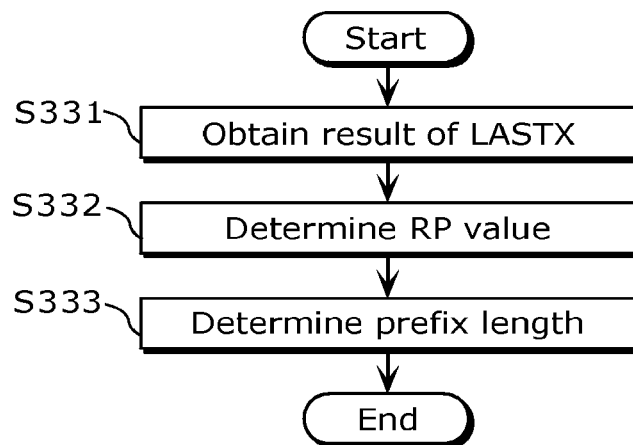 Start
S331
Obtain result of LASTX
S332
Determine RP value
S333
Determine prefix length
End